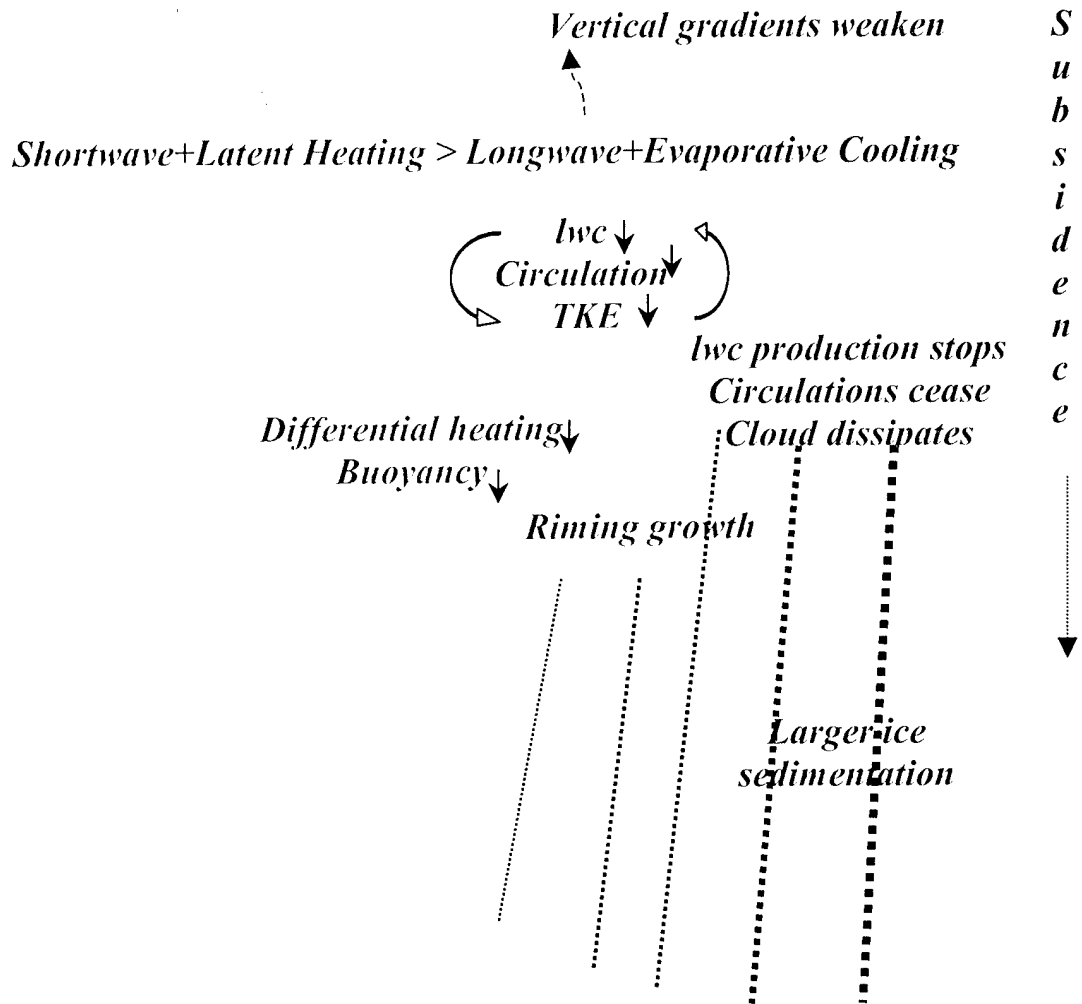 Vertical gradients weaken
Shortwave+Latent Heating > Longwave+Evaporative Cooling
lwc ↓
Circulation ↓
TKE ↓
lwc production stops
Circulations cease
Cloud dissipates
Differential heating ↓
Buoyancy ↓
Riming growth
Larger ice
sedimentation
Subsidence